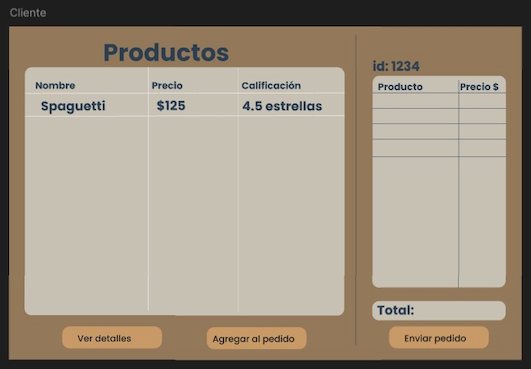 Cliente
Productos
Nombre Precio Calificación
Spaguetti $125 4.5 estrellas
Ver detalles
Agregar al pedido
id: 1234
Producto Precio $
Total:
Enviar pedido